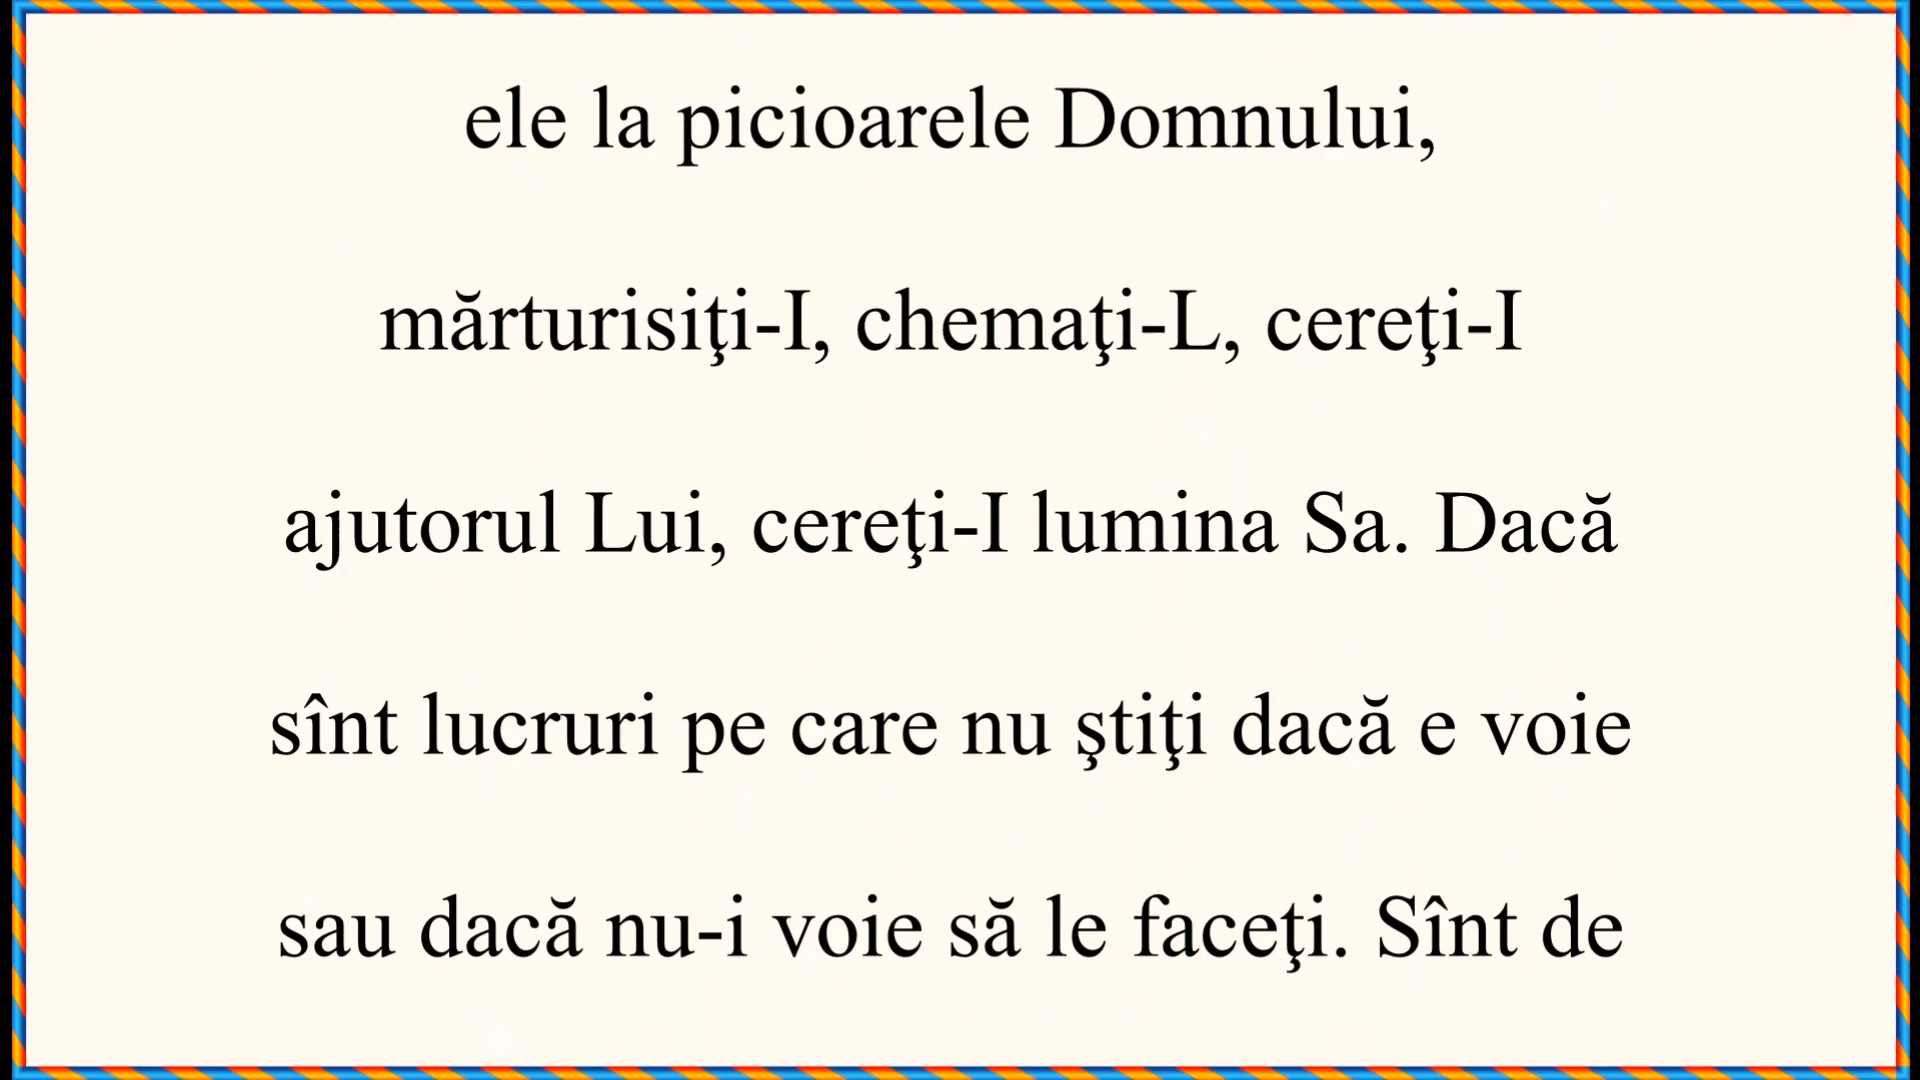 ele la picioarele Domnului,
mărturisiţi-I, chemaţi-L, cereţi-I
ajutorul Lui, cereţi-I lumina Sa. Dacă
sînt lucruri pe care nu ştiţi dacă e voie
sau dacă nu-i voie să le faceţi. Sînt de